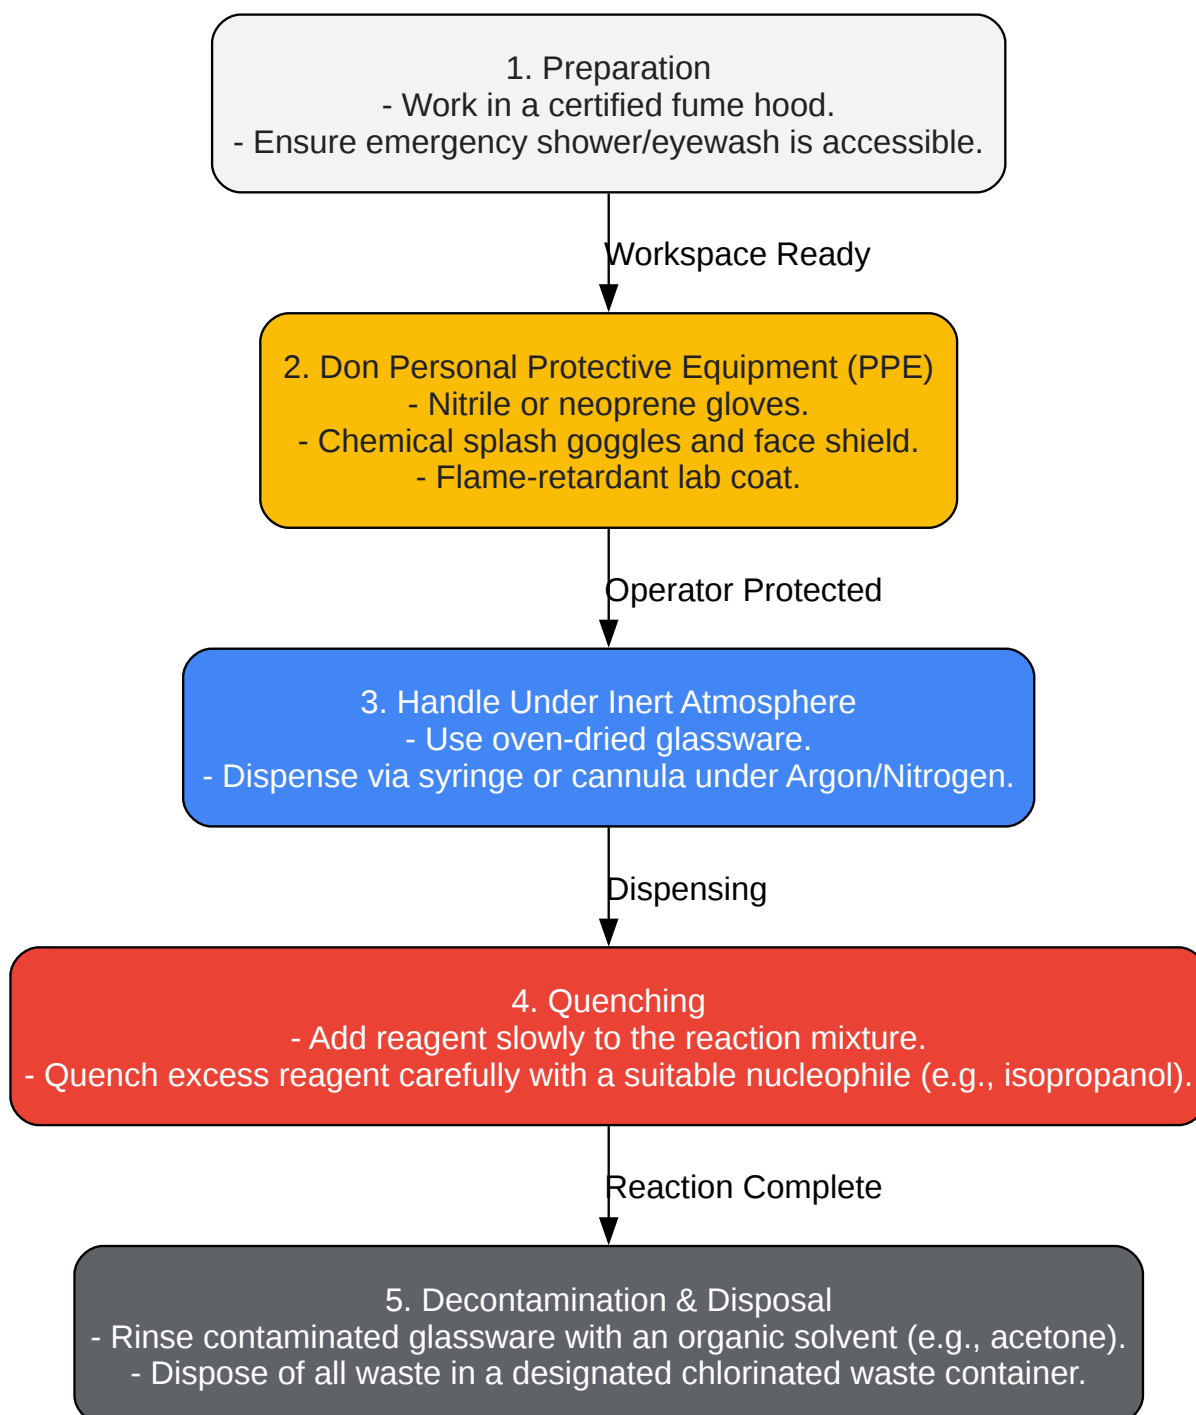 1. Preparation
- Work in a certified fume hood.
- Ensure emergency shower/eyewash is accessible.
Workspace Ready
2. Don Personal Protective Equipment (PPE)
- Nitrile or neoprene gloves.
- Chemical splash goggles and face shield.
- Flame-retardant lab coat.
Operator Protected
3. Handle Under Inert Atmosphere
- Use oven-dried glassware.
- Dispense via syringe or cannula under Argon/Nitrogen.
Dispensing
4. Quenching
- Add reagent slowly to the reaction mixture.
- Quench excess reagent carefully with a suitable nucleophile (e.g., isopropanol).
Reaction Complete
5. Decontamination & Disposal
- Rinse contaminated glassware with an organic solvent (e.g., acetone).
- Dispose of all waste in a designated chlorinated waste container.